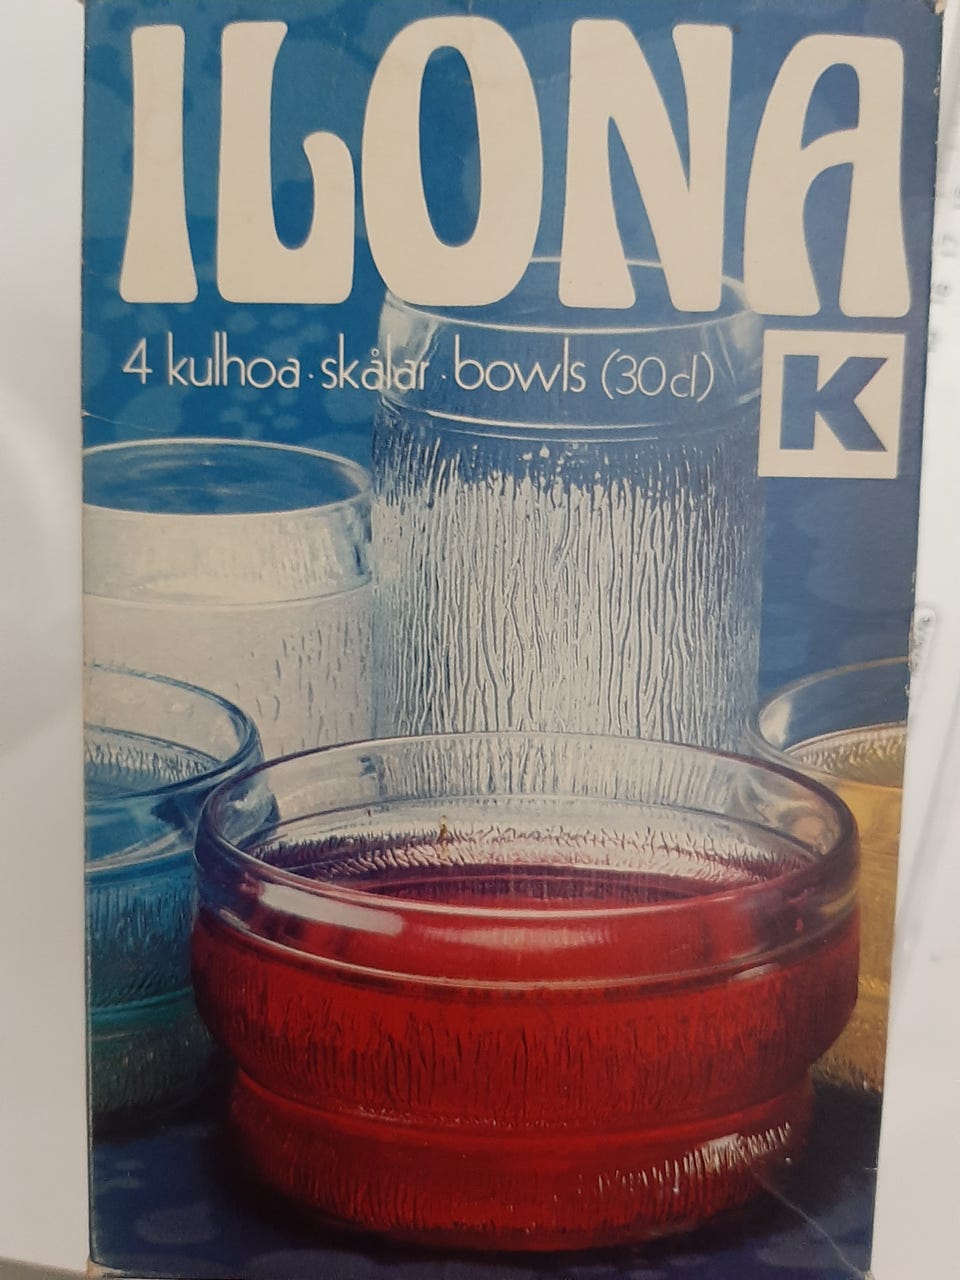 ILONA
4 kulhoa · skålar · bowls (30 cl)
K